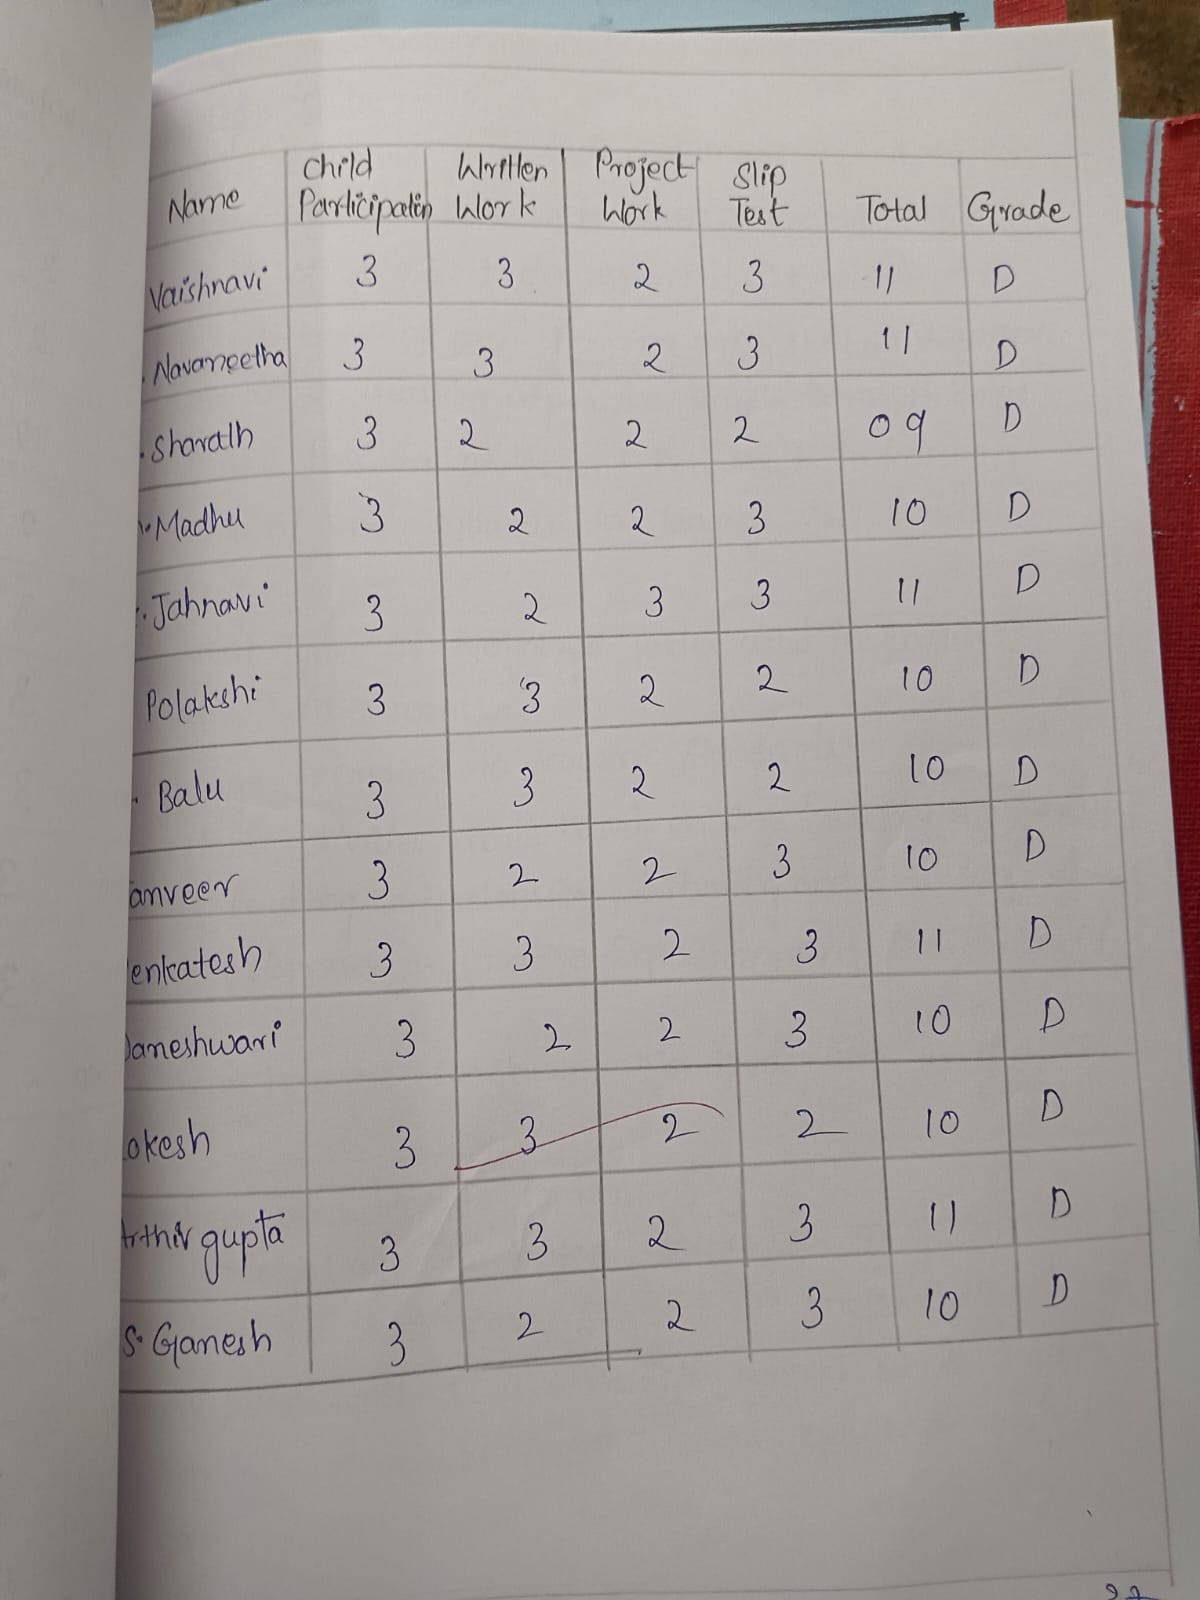 Name Child Participation Written Work Project Work Slip Test Total Grade
Vaishnavi 3 3 2 3 11 D
Navaneetha 3 3 2 3 11 D
Sharath 3 2 2 2 09 D
Madhu 3 2 2 3 10 D
Jahnavi 3 2 3 3 11 D
Polakshi 3 3 2 2 10 D
Balu 3 3 2 2 10 D
anveer 3 2 2 3 10 D
enkatesh 3 3 2 3 11 D
aneshwari 3 2 2 3 10 D
okesh 3 3 2 2 10 D
gupta 3 3 2 3 11 D
S. Ganesh 3 2 2 3 10 D